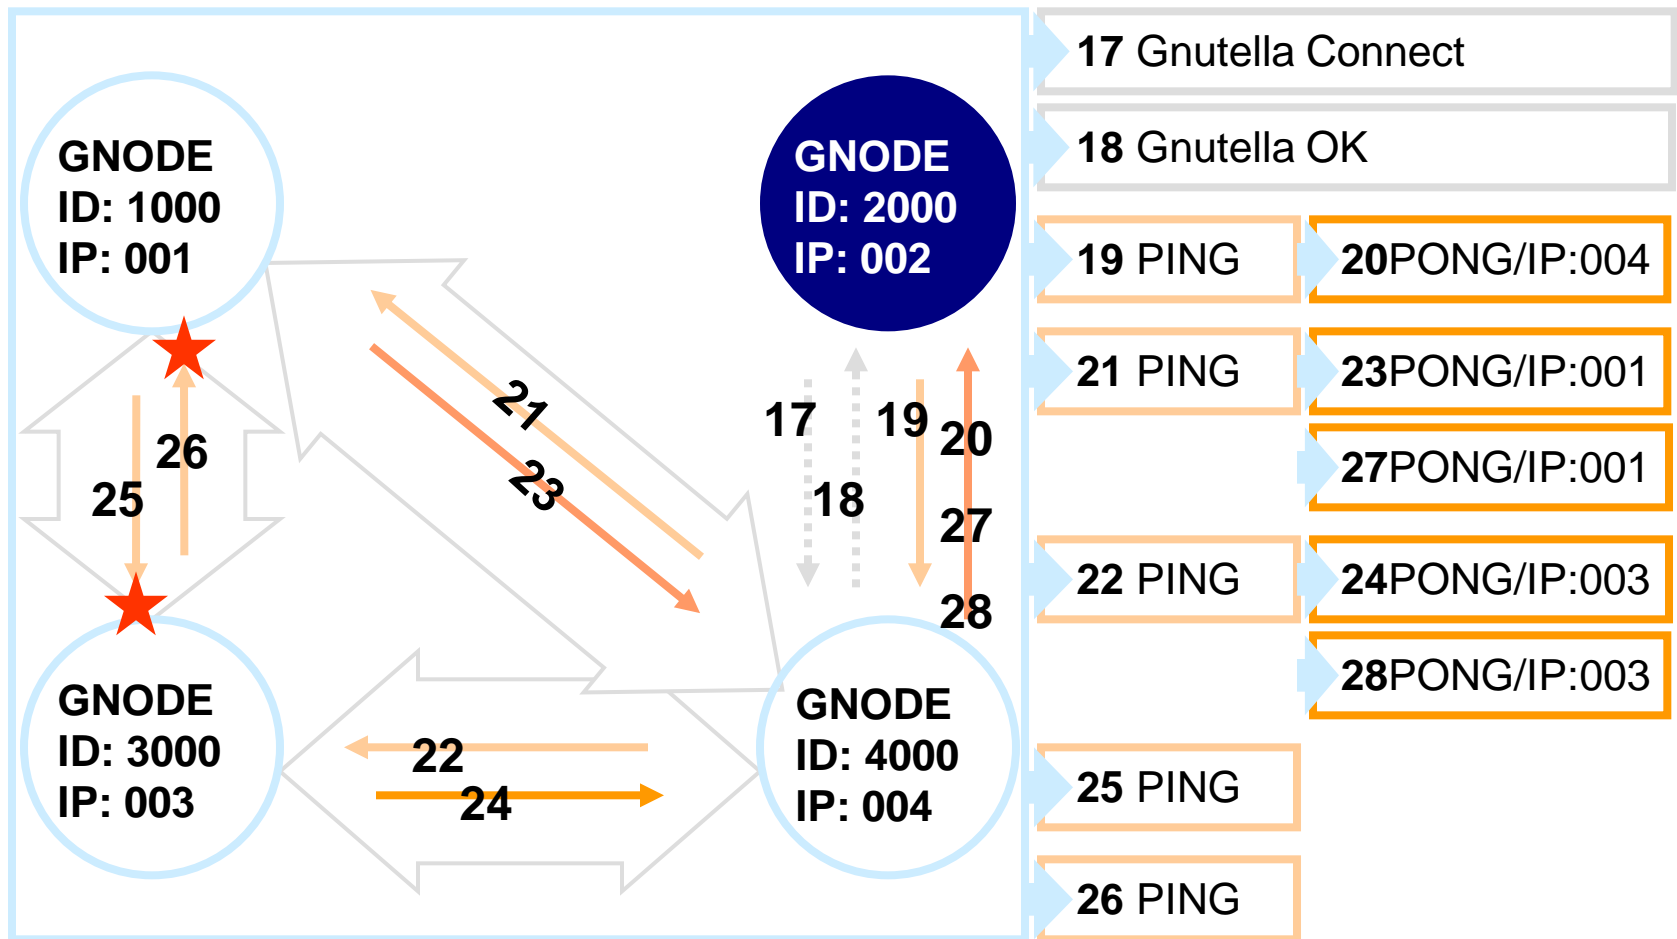 GNODE
ID: 1000
IP: 001
GNODE
ID: 2000
IP: 002
21
23
17
18
19
20
27
28
25
26
GNODE
ID: 3000
IP: 003
22
24
GNODE
ID: 4000
IP: 004
17 Gnutella Connect
18 Gnutella OK
19 PING
20PONG/IP:004
21 PING
23PONG/IP:001
27PONG/IP:001
22 PING
24PONG/IP:003
28PONG/IP:003
25 PING
26 PING